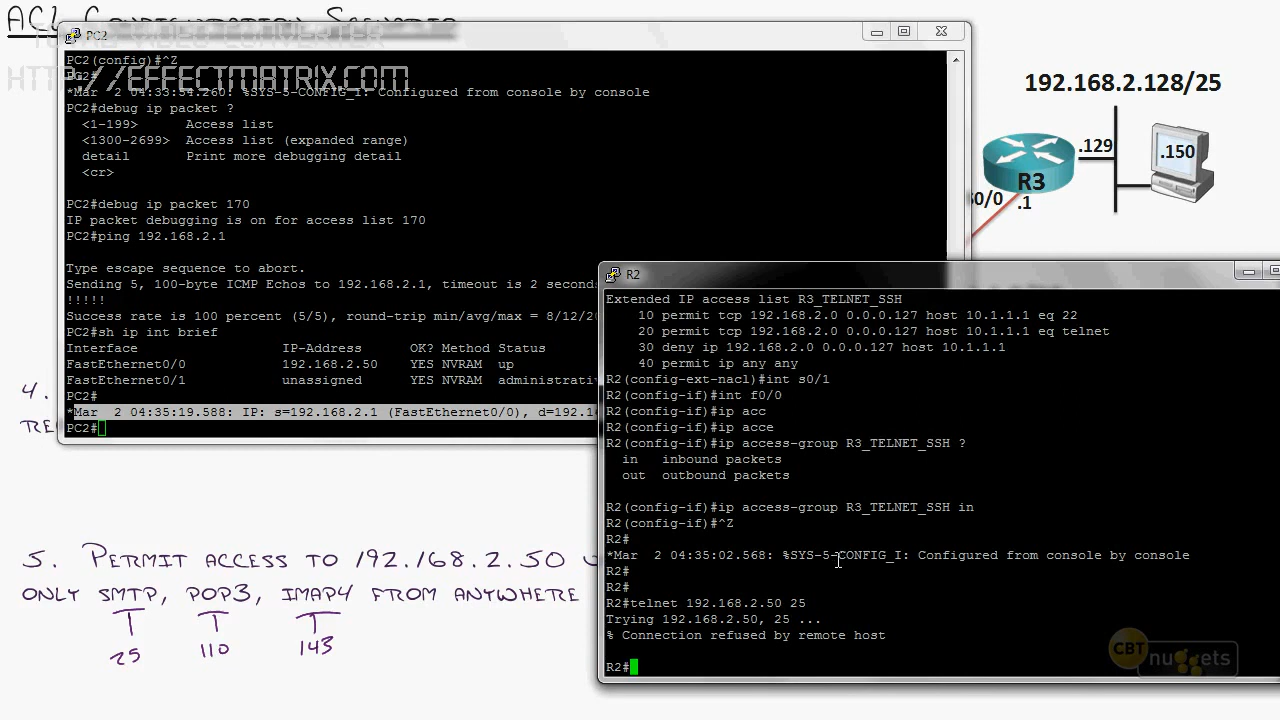 ACL Configuration Scenario
HTTP://EFFECTMATRIX.COM
PC2
PC2(config)#^Z
PC2#
*Mar 2 04:33:54.260: %SYS-5-CONFIG_I: Configured from console by console
PC2#debug ip packet ?
<1-199> Access list
<1300-2699> Access list (expanded range)
detail Print more debugging detail
<cr>
PC2#debug ip packet 170
IP packet debugging is on for access list 170
PC2#ping 192.168.2.1
Type escape sequence to abort.
Sending 5, 100-byte ICMP Echos to 192.168.2.1, timeout is 2 seconds
!!!!!
Success rate is 100 percent (5/5), round-trip min/avg/max = 8/12/20
PC2#sh ip int brief
Interface IP-Address OK? Method Status
FastEthernet0/0 192.168.2.50 YES NVRAM up
FastEthernet0/1 unassigned YES NVRAM administrativ
PC2#
*Mar 2 04:35:19.588: IP: s=192.168.2.1 (FastEthernet0/0), d=192.16
PC2#
192.168.2.128/25
.129
.150
R3
.1
R2
Extended IP access list R3_TELNET_SSH
10 permit tcp 192.168.2.0 0.0.0.127 host 10.1.1.1 eq 22
20 permit tcp 192.168.2.0 0.0.0.127 host 10.1.1.1 eq telnet
30 deny ip 192.168.2.0 0.0.0.127 host 10.1.1.1
40 permit ip any any
R2(config-ext-nacl)#int s0/1
R2(config-if)#int f0/0
R2(config-if)#ip acc
R2(config-if)#ip acce
R2(config-if)#ip access-group R3_TELNET_SSH ?
in inbound packets
out outbound packets
R2(config-if)#ip access-group R3_TELNET_SSH in
R2(config-if)#^Z
R2#
*Mar 2 04:35:02.568: %SYS-5-CONFIG_I: Configured from console by console
R2#
R2#
R2#telnet 192.168.2.50 25
Trying 192.168.2.50, 25 ...
% Connection refused by remote host
R2#
4.
5. PERMIT ACCESS TO 192.168.2.50 U
ONLY SMTP, POP3, IMAP4 FROM ANYWHERE
25 110 143
CBT nuggets